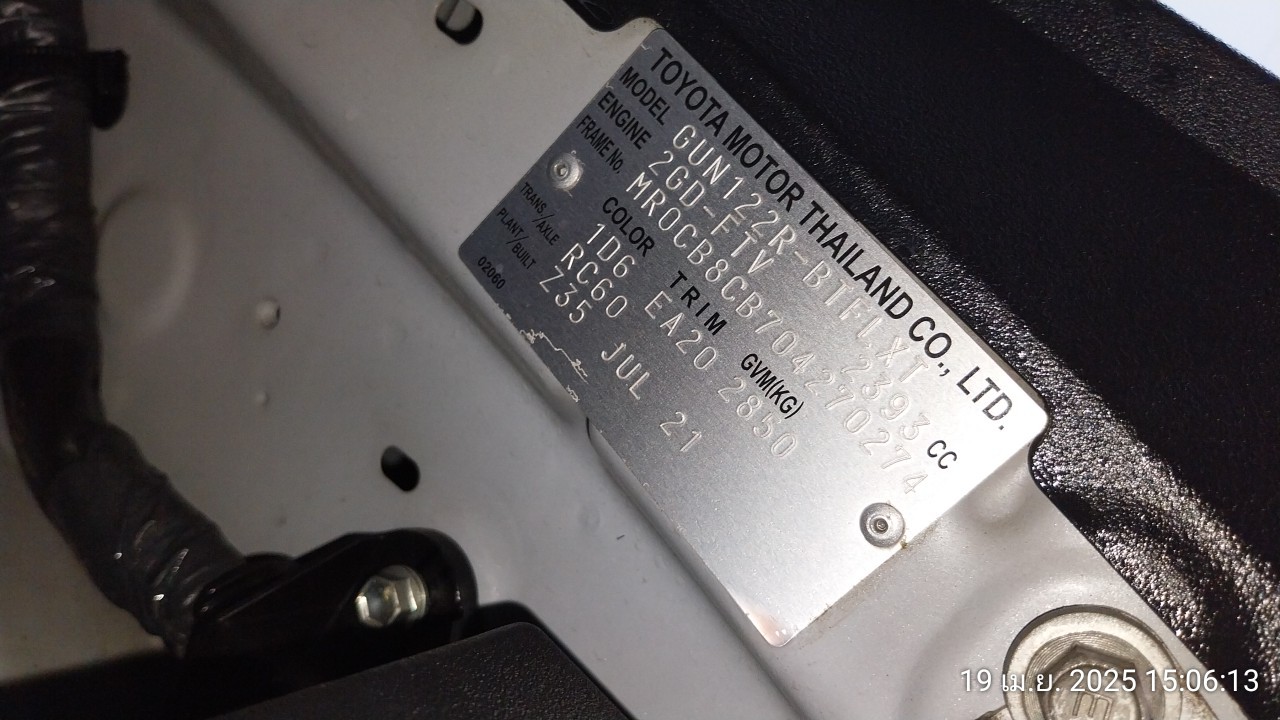 TOYOTA MOTOR THAILAND CO., LTD.
MODEL GUN122R-BTFLXT
ENGINE 2GD-FTV 2393 CC
FRAME No. MR0CB8CB704270274
COLOR TRIM GVM(KG)
1D6 EA20 2850
TRANS/AXLE RC60
PLANT/BUILT Z35 JUL 21
02060
19 เม.ย. 2025 15:06:13